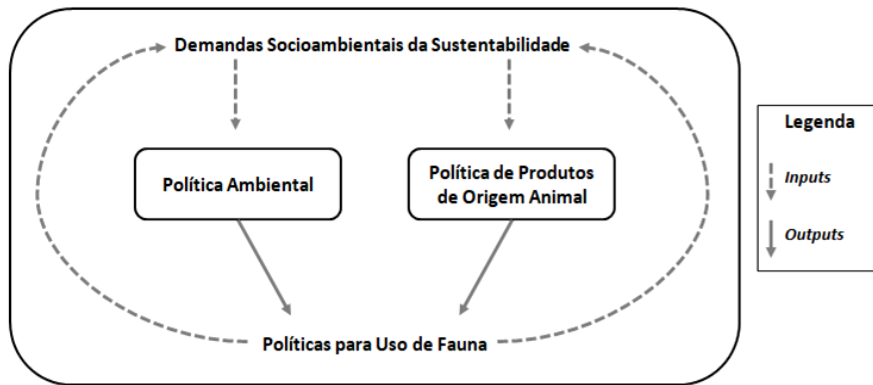 Demandas Socioambientais da Sustentabilidade
Política Ambiental
Política de Produtos
de Origem Animal
Políticas para Uso de Fauna
Legenda
Inputs
Outputs